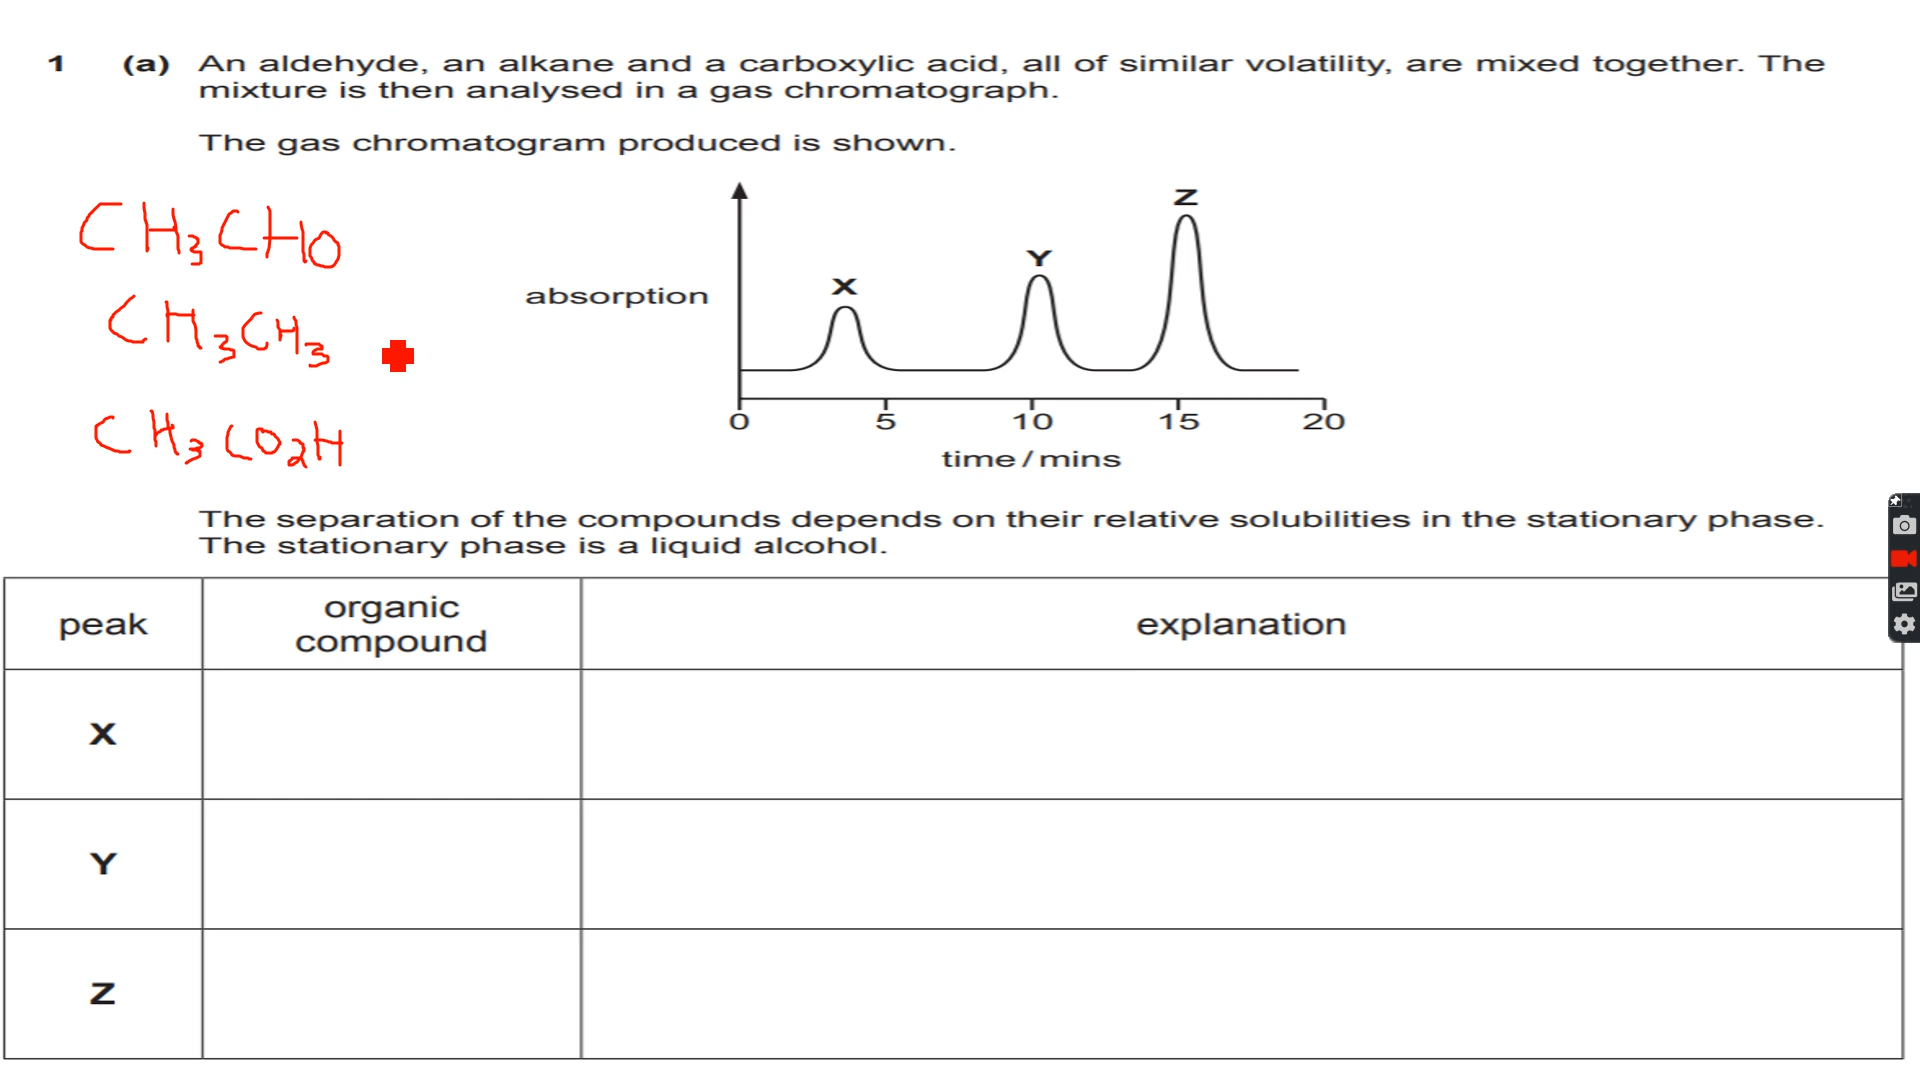 1 (a) An aldehyde, an alkane and a carboxylic acid, all of similar volatility, are mixed together. The
mixture is then analysed in a gas chromatograph.
The gas chromatogram produced is shown.
CH3CHO
CH3CH3
CH3CO2H
absorption
X
Y
Z
0 5 10 15 20
time / mins
The separation of the compounds depends on their relative solubilities in the stationary phase.
The stationary phase is a liquid alcohol.
peak
organic
compound
explanation
X
Y
Z